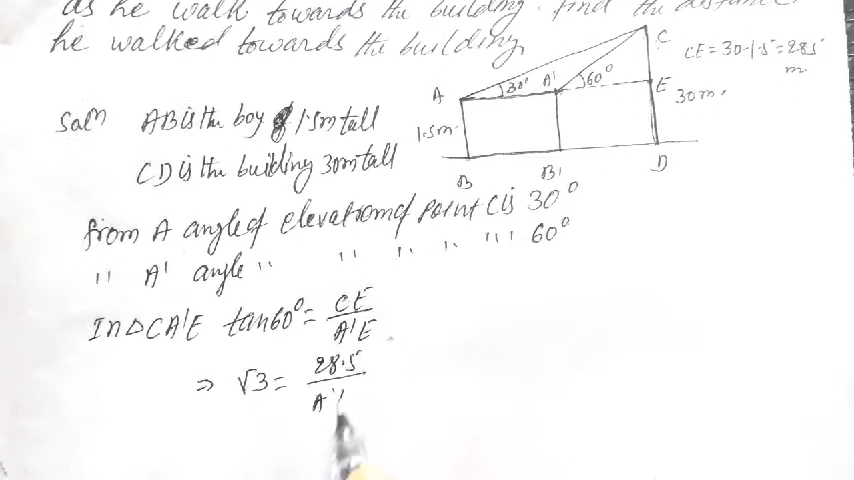 as he walk towards the building. find the distance
he walked towards the building.
C
CE = 30-1.5 = 28.5
m
A 30° A' 60° E
30m.
1.5m.
B B' D
Soln AB is the boy 1.5m tall
CD is the building 30m tall
from A angle of elevation of point C is 30°
" A' angle " " " " " 60°
In △CA'E tan60° = CE/A'E
⇒ √3 = 28.5/A'